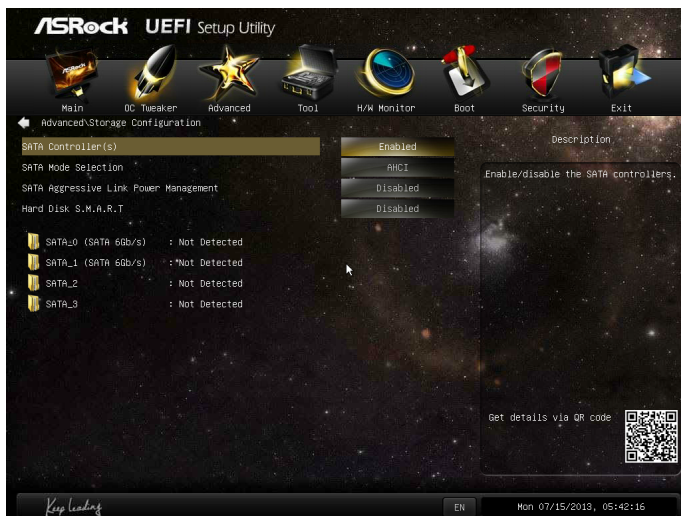 ASRock UEFI Setup Utility
ASRock
Main OC Tweaker Advanced Tool H/W Monitor Boot Security Exit
Advanced\Storage Configuration
SATA Controller(s) Enabled
SATA Mode Selection AHCI
SATA Aggressive Link Power Management Disabled
Hard Disk S.M.A.R.T Disabled
SATA_0 (SATA 6Gb/s) : Not Detected
SATA_1 (SATA 6Gb/s) : Not Detected
SATA_2 : Not Detected
SATA_3 : Not Detected
Description
Enable/disable the SATA controllers.
Get details via QR code
Keep Leading
EN
Mon 07/15/2013, 05:42:16